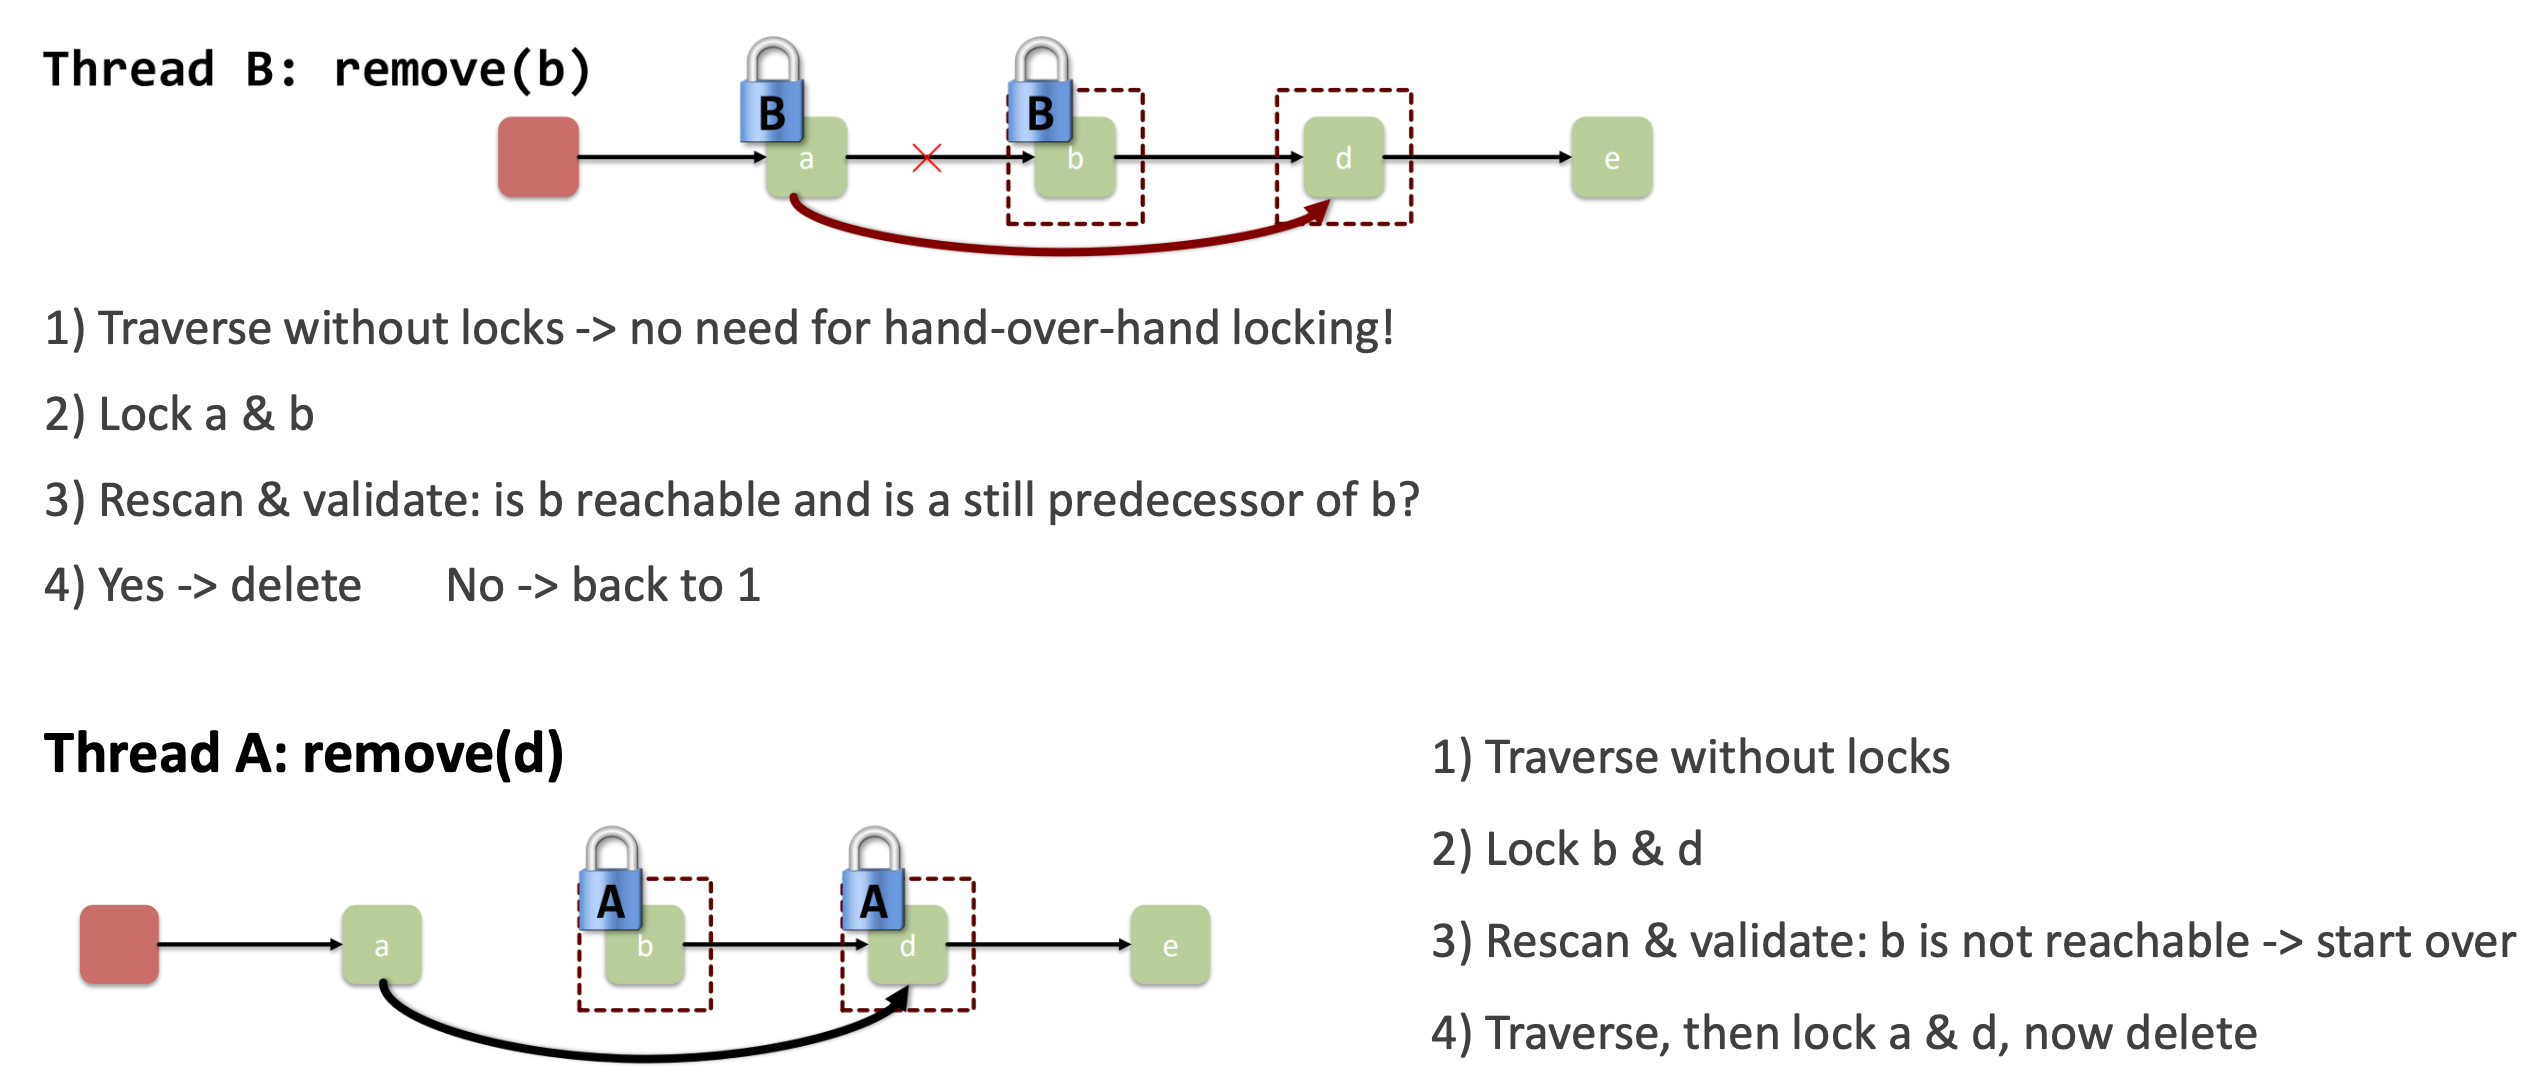 Thread B: remove(b)
B
B
a
b
d
e
1) Traverse without locks -> no need for hand-over-hand locking!
2) Lock a & b
3) Rescan & validate: is b reachable and is a still predecessor of b?
4) Yes -> delete No -> back to 1
Thread A: remove(d)
A
A
a
b
d
e
1) Traverse without locks
2) Lock b & d
3) Rescan & validate: b is not reachable -> start over
4) Traverse, then lock a & d, now delete